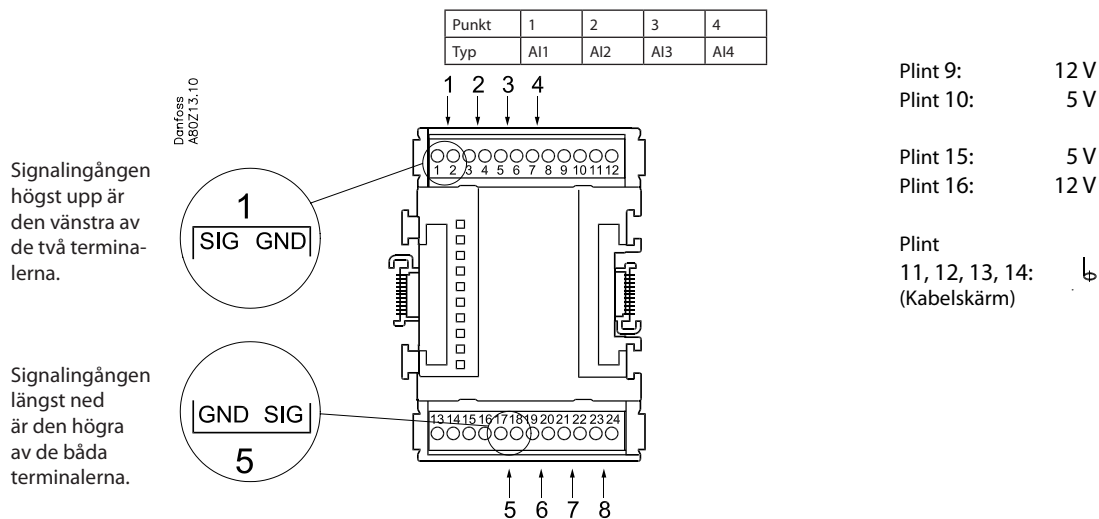 Punkt 1 2 3 4
Typ AI1 AI2 AI3 AI4
1 2 3 4
Danfoss
A80Z13.10
Signalingången
högst upp är
den vänstra av
de två termina-
lerna.
1
SIG GND
1 2 3 4 5 6 7 8 9 10 11 12
Signalingången
längst ned
är den högra
av de båda
terminalerna.
GND SIG
5
13 14 15 16 17 18 19 20 21 22 23 24
5 6 7 8
Plint 9: 12 V
Plint 10: 5 V
Plint 15: 5 V
Plint 16: 12 V
Plint
11, 12, 13, 14:
(Kabelskärm)